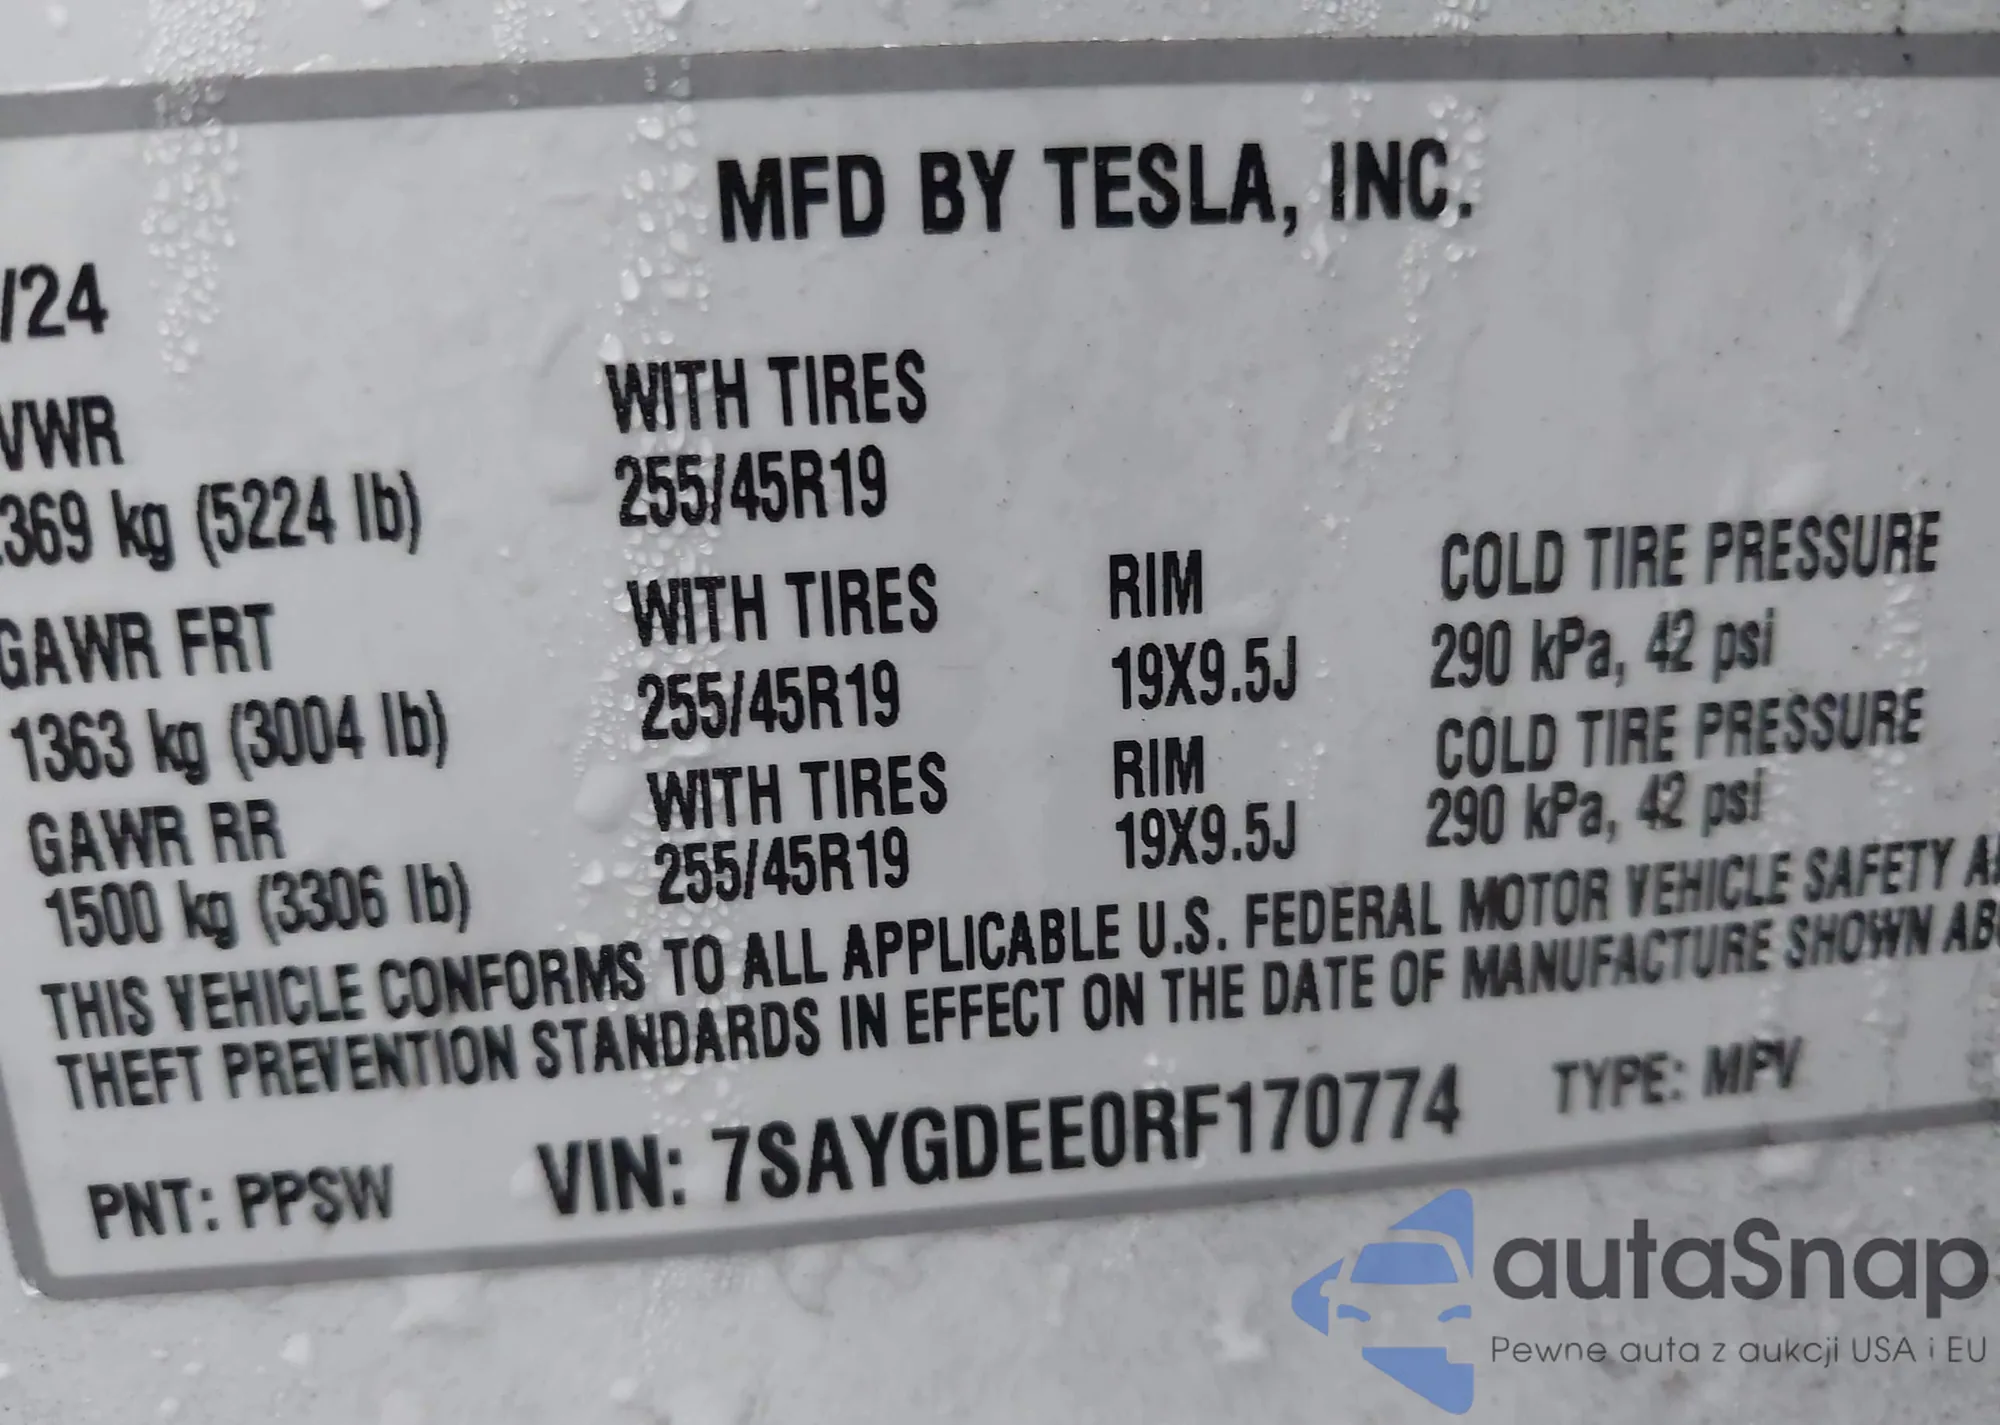 MFD BY TESLA, INC.
/24
VWR WITH TIRES
369 kg (5224 lb) 255/45R19
GAWR FRT WITH TIRES RIM COLD TIRE PRESSURE
1363 kg (3004 lb) 255/45R19 19X9.5J 290 kPa, 42 psi
GAWR RR WITH TIRES RIM COLD TIRE PRESSURE
1500 kg (3306 lb) 255/45R19 19X9.5J 290 kPa, 42 psi
THIS VEHICLE CONFORMS TO ALL APPLICABLE U.S. FEDERAL MOTOR VEHICLE SAFETY
THEFT PREVENTION STANDARDS IN EFFECT ON THE DATE OF MANUFACTURE SHOWN
PNT: PPSW VIN: 7SAYGDEE0RF170774 TYPE: MPV
autaSnap
Pewne auta z aukcji USA i EU